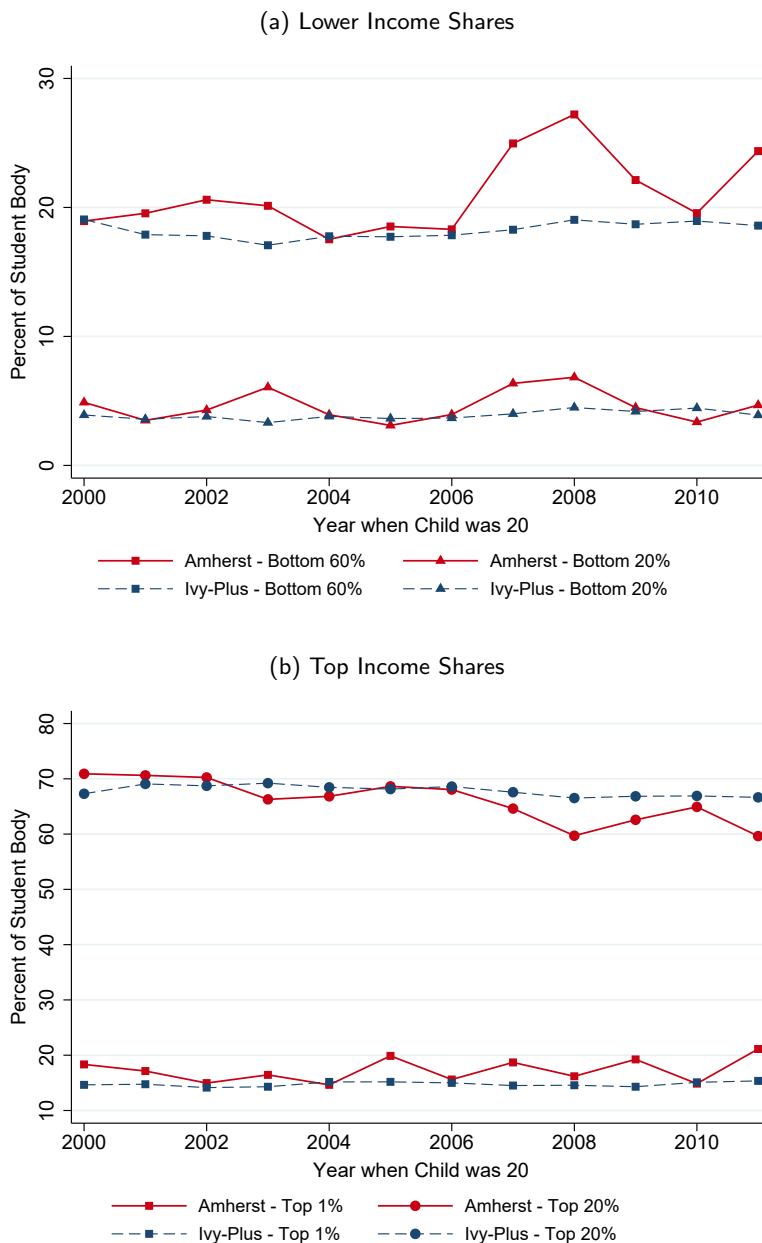 (a) Lower Income Shares
30
20
10
0
Percent of Student Body
2000 2002 2004 2006 2008 2010
Year when Child was 20
Amherst - Bottom 60% Amherst - Bottom 20%
Ivy-Plus - Bottom 60% Ivy-Plus - Bottom 20%
(b) Top Income Shares
80
70
60
50
40
30
20
10
Percent of Student Body
2000 2002 2004 2006 2008 2010
Year when Child was 20
Amherst - Top 1% Amherst - Top 20%
Ivy-Plus - Top 1% Ivy-Plus - Top 20%